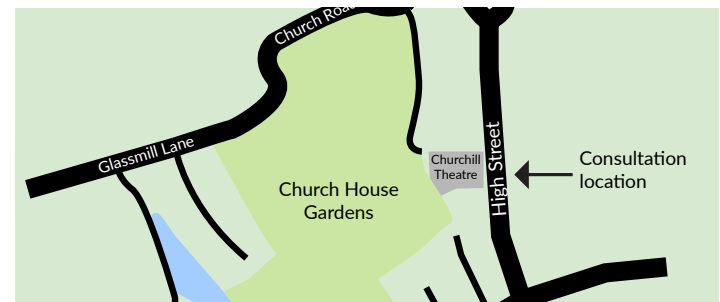 Church Road
Glassmill Lane
Churchill
Theatre
High Street
Consultation
location
Church House
Gardens